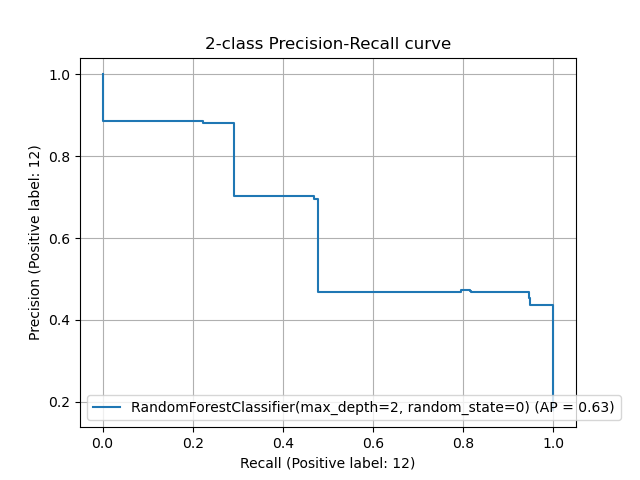 2-class Precision-Recall curve
Precision (Positive label: 12)
1.0
0.8
0.6
0.4
0.2
RandomForestClassifier(max_depth=2, random_state=0) (AP = 0.63)
0.0 0.2 0.4 0.6 0.8 1.0
Recall (Positive label: 12)